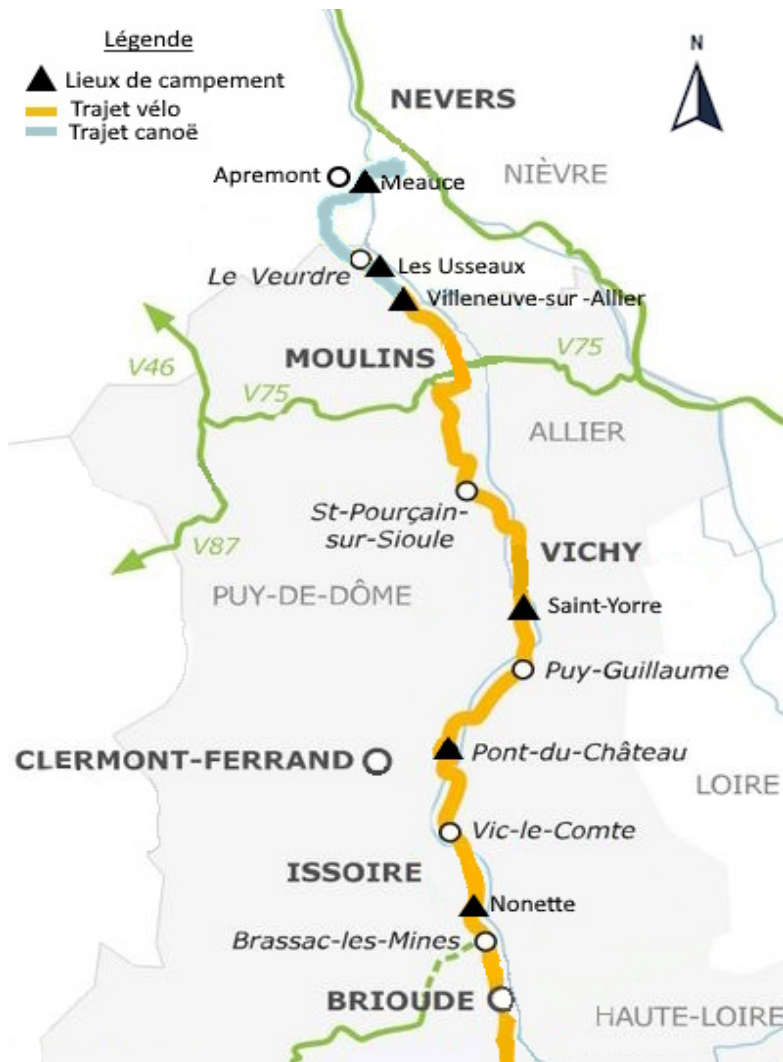 Légende
Lieux de campement
Trajet vélo
Trajet canoë
N
NEVERS
NIÈVRE
Apremont
Meauce
Le Veurdre
Les Usseaux
Villeneuve-sur -Allier
MOULINS
V46
V75
V75
ALLIER
St-Pourçain-
sur-Sioule
V87
VICHY
PUY-DE-DÔME
Saint-Yorre
Puy-Guillaume
CLERMONT-FERRAND
Pont-du-Château
LOIRE
Vic-le-Comte
ISSOIRE
Nonette
Brassac-les-Mines
BRIOUDE
HAUTE-LOIRE